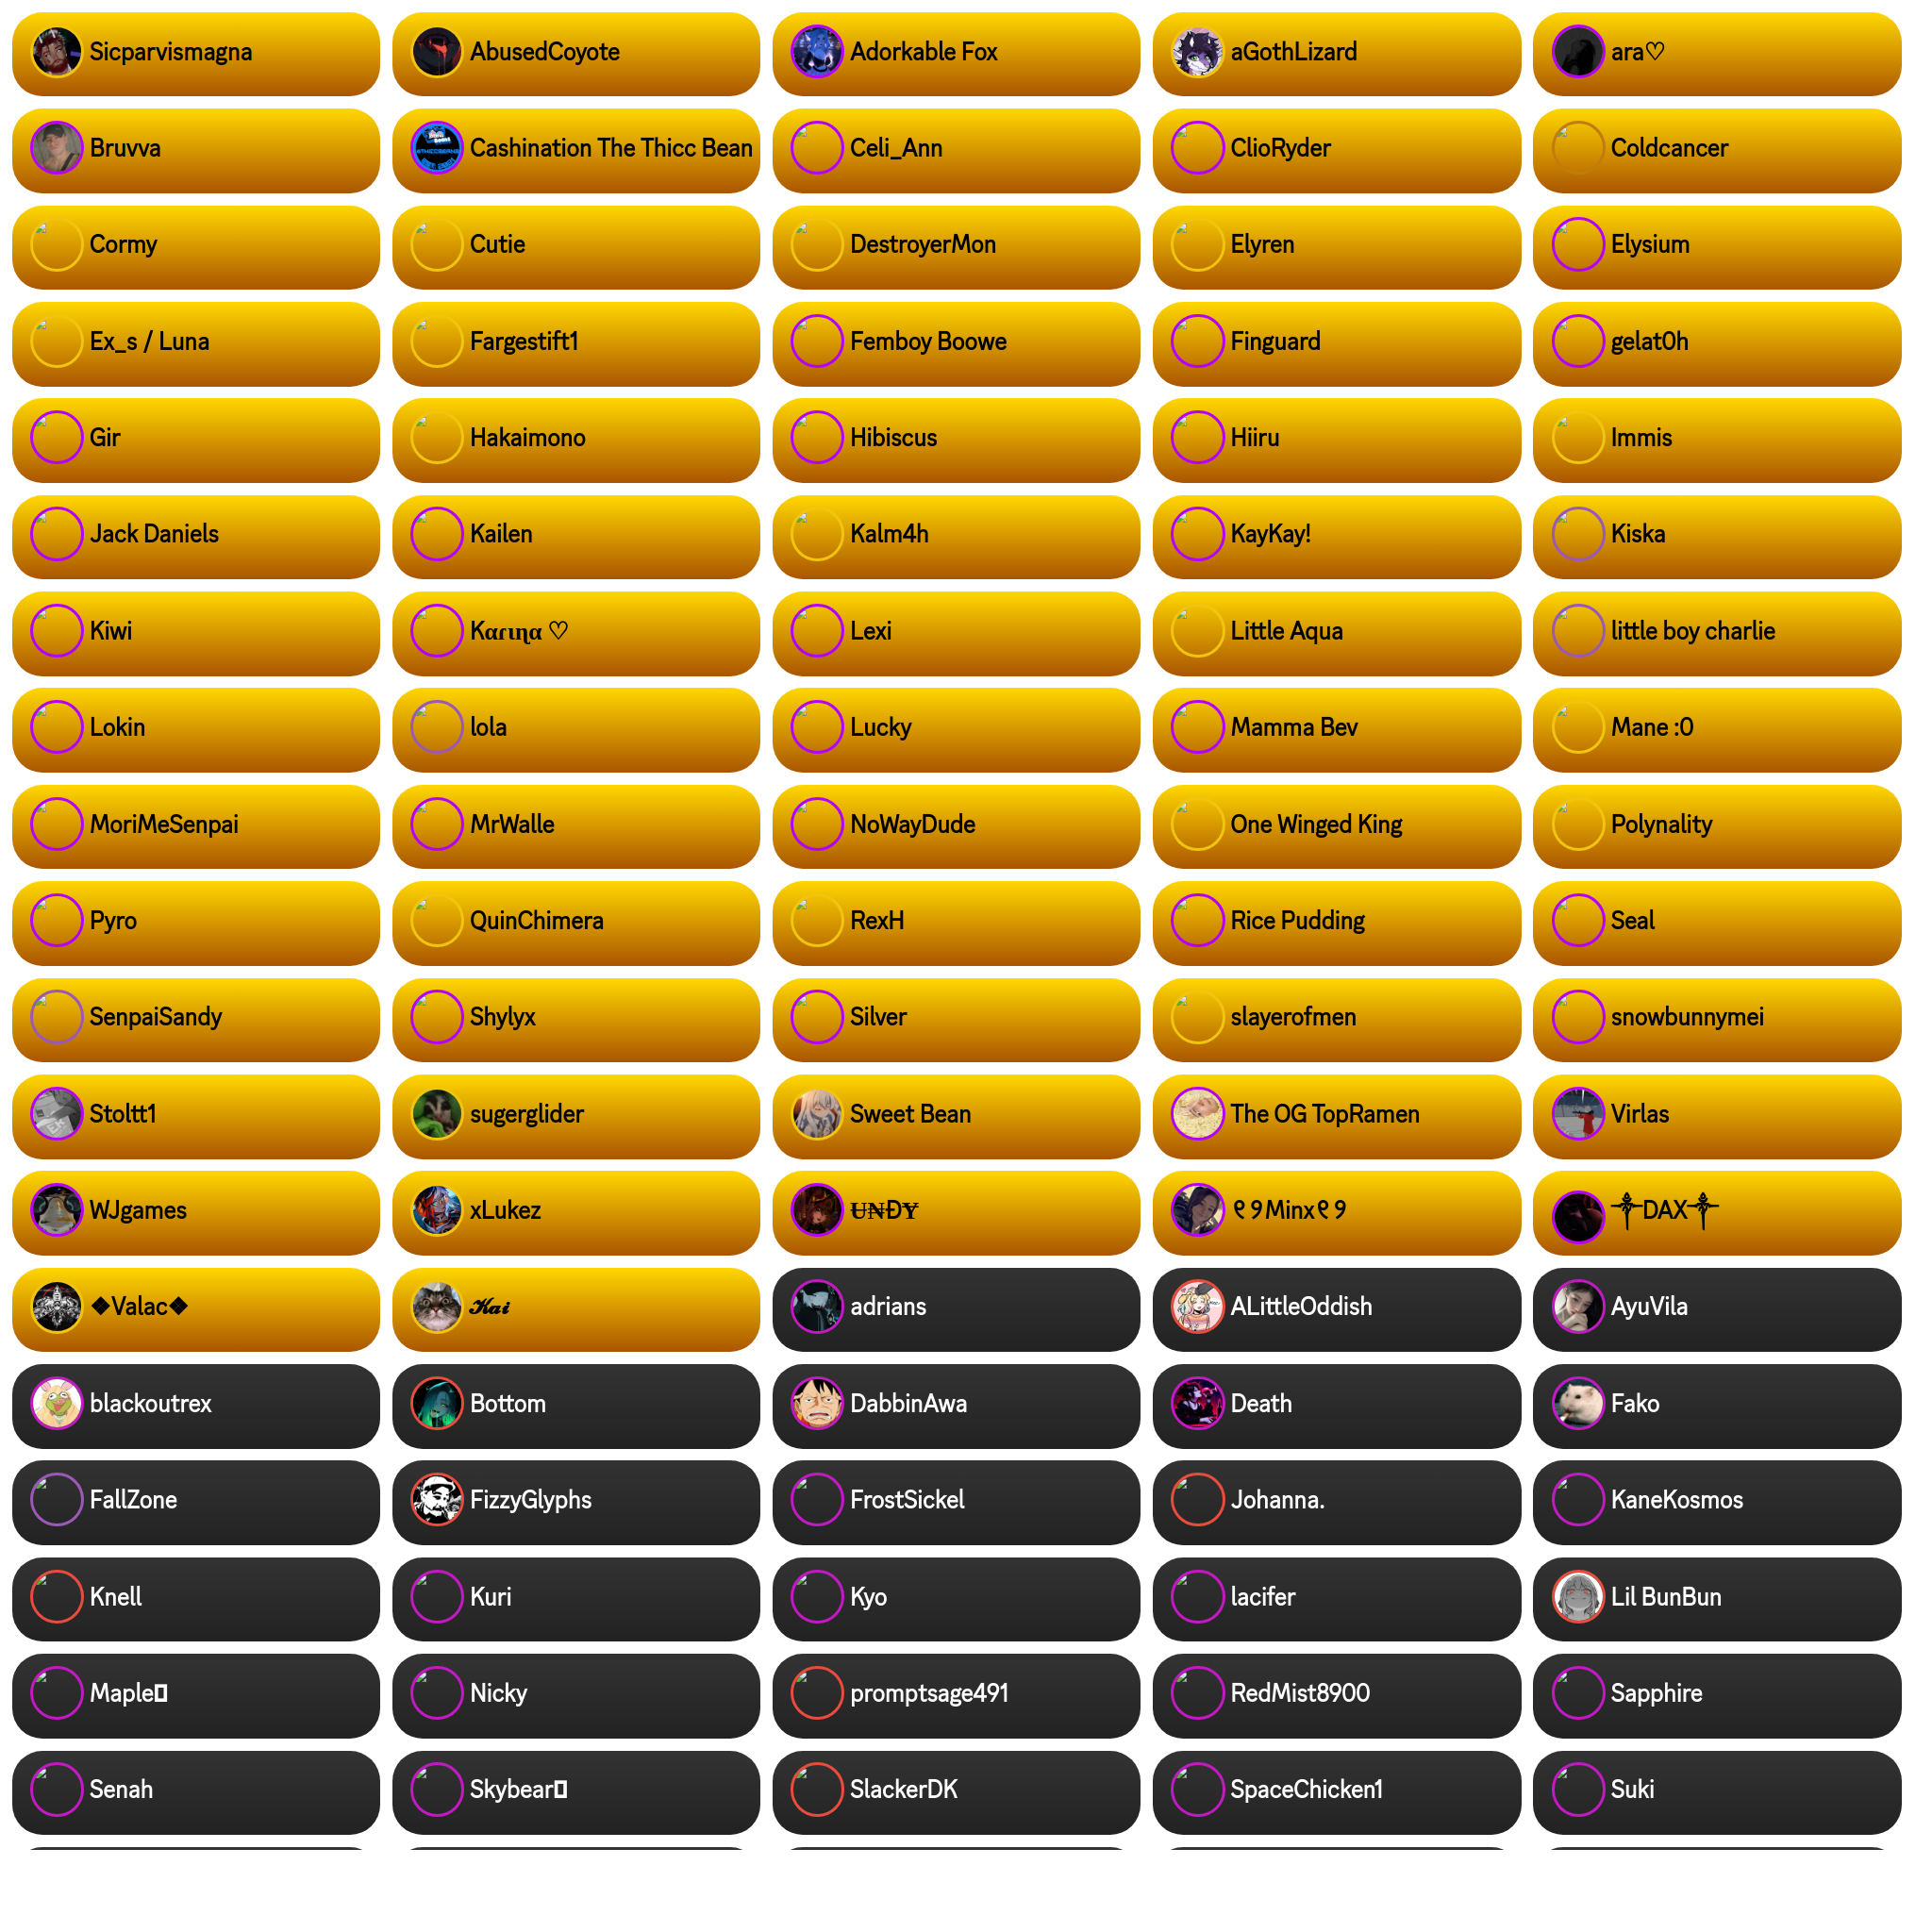 Sicparvismagna
AbusedCoyote
Adorkable Fox
aGothLizard
ara♡
Bruvva
Cashination The Thicc Bean
Celi_Ann
ClioRyder
Coldcancer
Cormy
Cutie
DestroyerMon
Elyren
Elysium
Ex_s / Luna
Fargestift1
Femboy Boowe
Finguard
gelat0h
Gir
Hakaimono
Hibiscus
Hiiru
Immis
Jack Daniels
Kailen
Kalm4h
KayKay!
Kiska
Kiwi
Kαɾιɳα ♡
Lexi
Little Aqua
little boy charlie
Lokin
lola
Lucky
Mamma Bev
Mane :0
MoriMeSenpai
MrWalle
NoWayDude
One Winged King
Polynality
Pyro
QuinChimera
RexH
Rice Pudding
Seal
SenpaiSandy
Shylyx
Silver
slayerofmen
snowbunnymei
Stoltt1
sugerglider
Sweet Bean
The OG TopRamen
Virlas
WJgames
xLukez
ᵾ₦ĐɎ
୧୨Minx୧୨
⸸DAX⸸
❖Valac❖
𝓚𝓪𝓲
adrians
ALittleOddish
AyuVila
blackoutrex
Bottom
DabbinAwa
Death
Fako
FallZone
FizzyGlyphs
FrostSickel
Johanna.
KaneKosmos
Knell
Kuri
Kyo
lacifer
Lil BunBun
Maple
Nicky
promptsage491
RedMist8900
Sapphire
Senah
Skybear
SlackerDK
SpaceChicken1
Suki